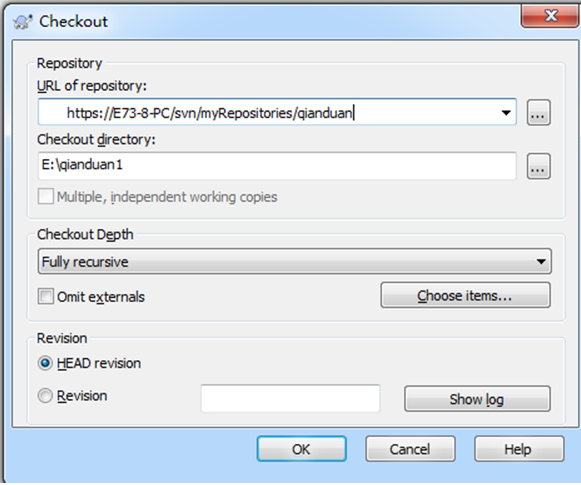 Checkout
Repository
URL of repository:
https://E73-8-PC/svn/myRepositories/qianduan
...
Checkout directory:
E:\qianduan1
...
Multiple, independent working copies
Checkout Depth
Fully recursive
Omit externals
Choose items...
Revision
HEAD revision
Revision
Show log
OK
Cancel
Help